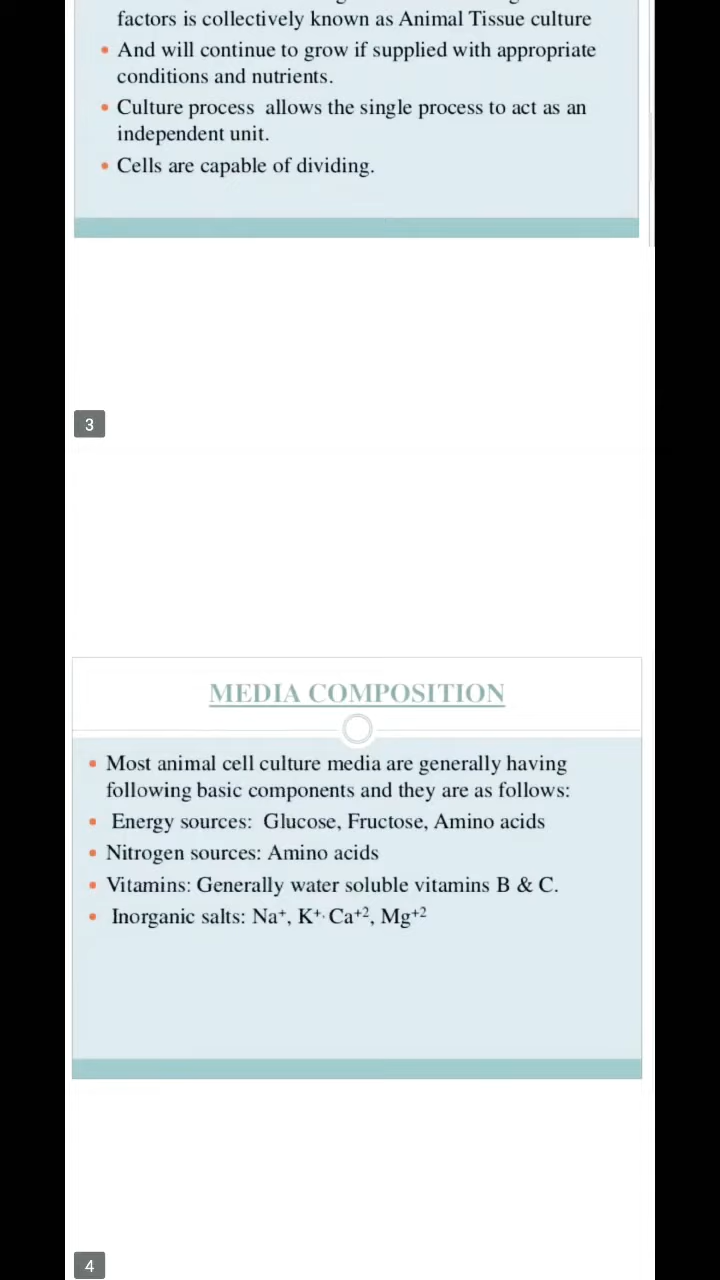 factors is collectively known as Animal Tissue culture
• And will continue to grow if supplied with appropriate
conditions and nutrients.
• Culture process allows the single process to act as an
independent unit.
• Cells are capable of dividing.
3
MEDIA COMPOSITION
• Most animal cell culture media are generally having
following basic components and they are as follows:
• Energy sources: Glucose, Fructose, Amino acids
• Nitrogen sources: Amino acids
• Vitamins: Generally water soluble vitamins B & C.
• Inorganic salts: Na⁺, K⁺· Ca⁺², Mg⁺²
4